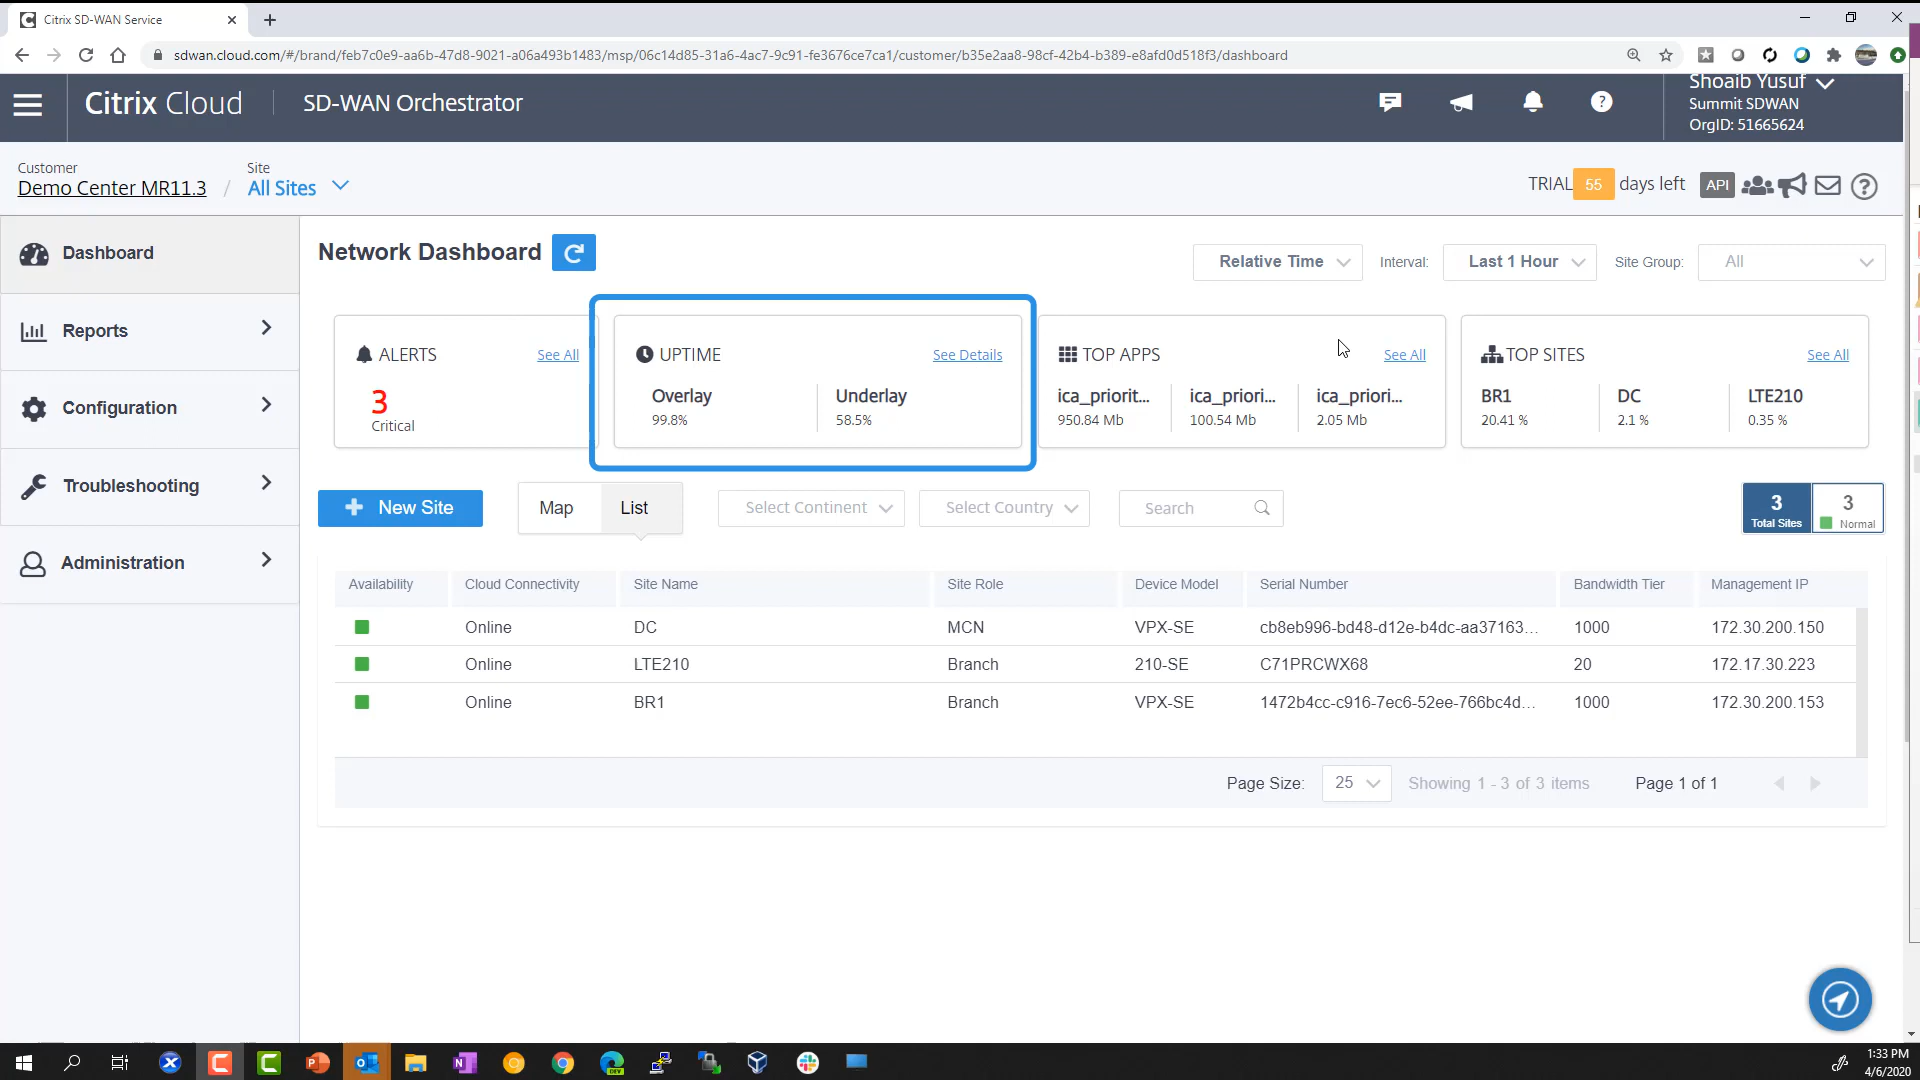 Citrix SD-WAN Service
sdwan.cloud.com/#/brand/feb7c0e9-aa6b-47d8-9021-a06a493b1483/msp/06c14d85-31a6-4ac7-9c91-fe3676ce7ca1/customer/b35e2aa8-98cf-42b4-b389-e8afd0d518f3/dashboard
Citrix Cloud
SD-WAN Orchestrator
Shoaib Yusuf
Summit SDWAN
OrgID: 51665624
Customer
Demo Center MR11.3
/
Site
All Sites
TRIAL 55 days left
API
Dashboard
Reports
Configuration
Troubleshooting
Administration
Network Dashboard
Relative Time
Interval:
Last 1 Hour
Site Group:
All
ALERTS
See All
3
Critical
UPTIME
See Details
Overlay
99.8%
Underlay
58.5%
TOP APPS
See All
ica_priorit...
950.84 Mb
ica_priori...
100.54 Mb
ica_priori...
2.05 Mb
TOP SITES
See All
BR1
20.41 %
DC
2.1 %
LTE210
0.35 %
New Site
Map
List
Select Continent
Select Country
Search
3
Total Sites
3
Normal
Availability Cloud Connectivity Site Name Site Role Device Model Serial Number Bandwidth Tier Management IP
Online DC MCN VPX-SE cb8eb996-bd48-d12e-b4dc-aa37163... 1000 172.30.200.150
Online LTE210 Branch 210-SE C71PRCWX68 20 172.17.30.223
Online BR1 Branch VPX-SE 1472b4cc-c916-7ec6-52ee-766bc4d... 1000 172.30.200.153
Page Size: 25 Showing 1 - 3 of 3 items Page 1 of 1
1:33 PM
4/6/2020